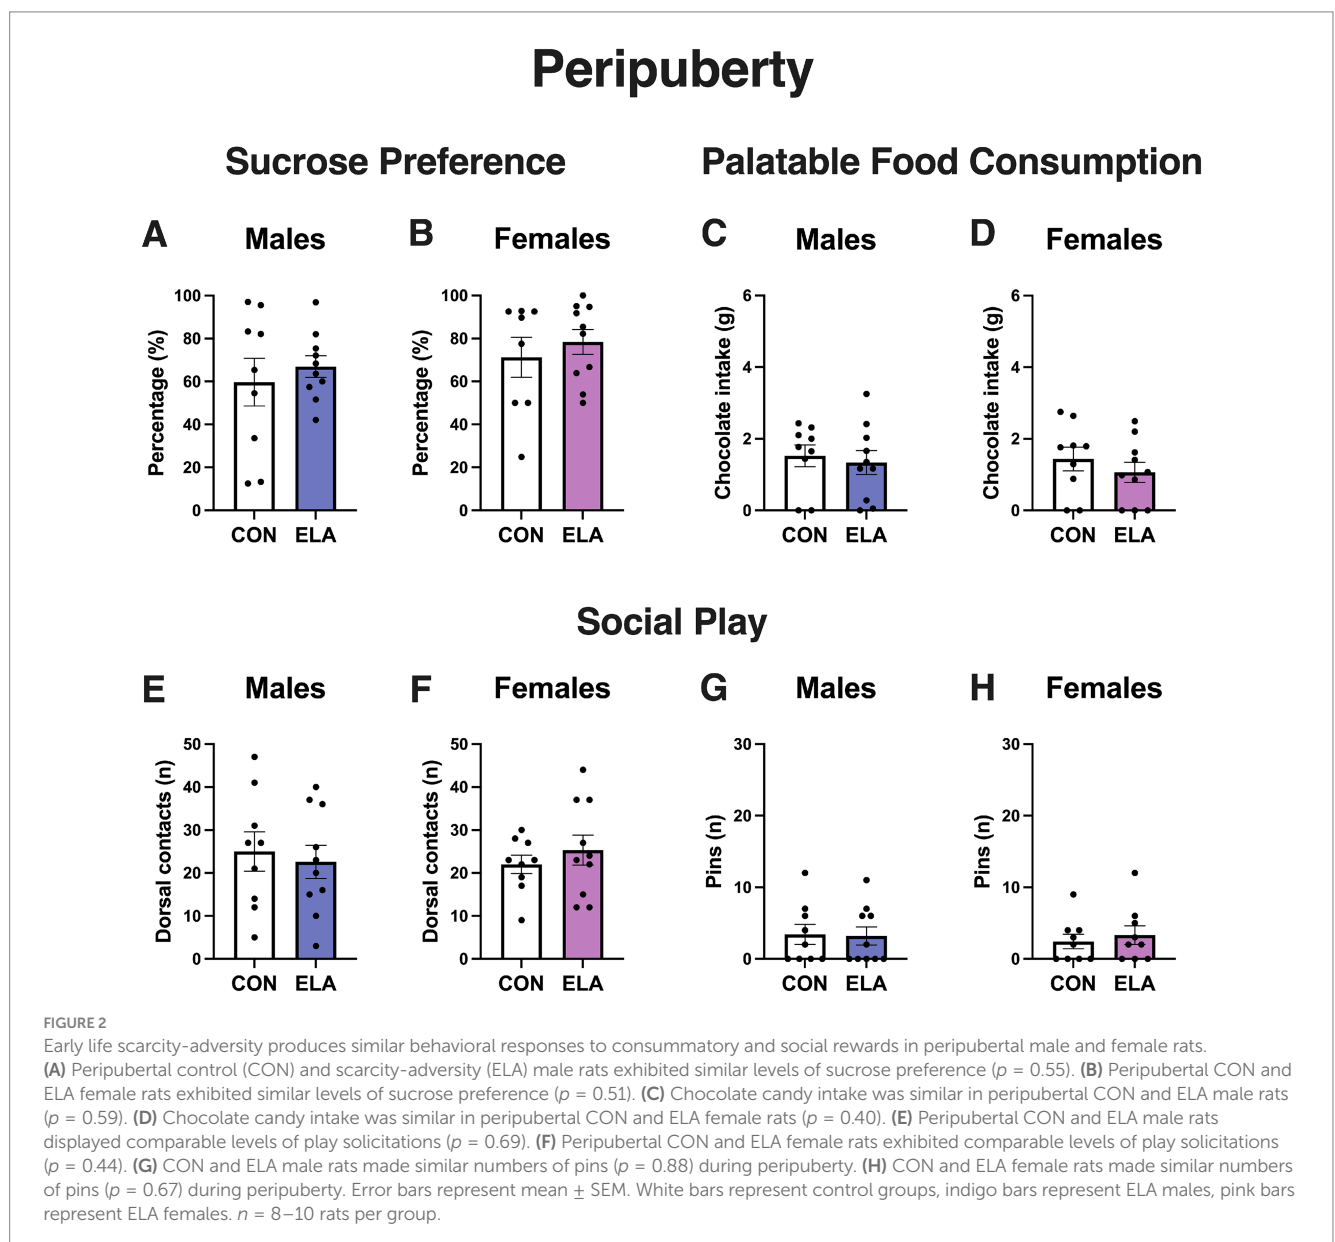 Peripuberty
Sucrose Preference
Palatable Food Consumption
A
Males
Percentage (%)
100
80
60
40
20
0
CON
ELA
B
Females
Percentage (%)
100
80
60
40
20
0
CON
ELA
C
Males
Chocolate intake (g)
6
4
2
0
CON
ELA
D
Females
Chocolate intake (g)
6
4
2
0
CON
ELA
Social Play
E
Males
Dorsal contacts (n)
50
40
30
20
10
0
CON
ELA
F
Females
Dorsal contacts (n)
50
40
30
20
10
0
CON
ELA
G
Males
Pins (n)
30
20
10
0
CON
ELA
H
Females
Pins (n)
30
20
10
0
CON
ELA
FIGURE 2
Early life scarcity-adversity produces similar behavioral responses to consummatory and social rewards in peripubertal male and female rats.
(A) Peripubertal control (CON) and scarcity-adversity (ELA) male rats exhibited similar levels of sucrose preference (p = 0.55). (B) Peripubertal CON and
ELA female rats exhibited similar levels of sucrose preference (p = 0.51). (C) Chocolate candy intake was similar in peripubertal CON and ELA male rats
(p = 0.59). (D) Chocolate candy intake was similar in peripubertal CON and ELA female rats (p = 0.40). (E) Peripubertal CON and ELA male rats
displayed comparable levels of play solicitations (p = 0.69). (F) Peripubertal CON and ELA female rats exhibited comparable levels of play solicitations
(p = 0.44). (G) CON and ELA male rats made similar numbers of pins (p = 0.88) during peripuberty. (H) CON and ELA female rats made similar numbers
of pins (p = 0.67) during peripuberty. Error bars represent mean ± SEM. White bars represent control groups, indigo bars represent ELA males, pink bars
represent ELA females. n = 8–10 rats per group.